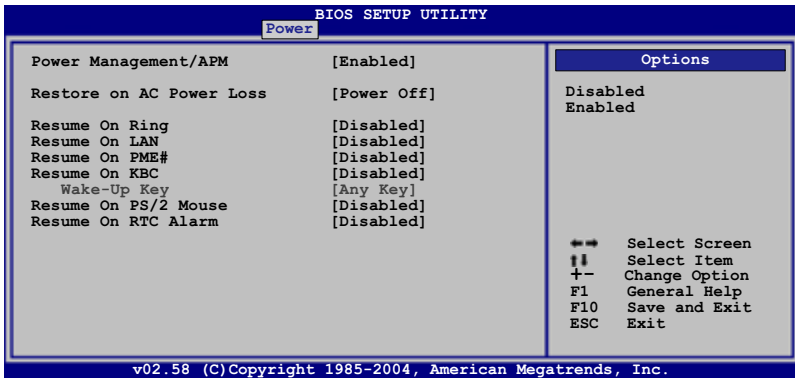 BIOS SETUP UTILITY
Power
Power Management/APM [Enabled]
Restore on AC Power Loss [Power Off]
Resume On Ring [Disabled]
Resume On LAN [Disabled]
Resume On PME# [Disabled]
Resume On KBC [Disabled]
Wake-Up Key [Any Key]
Resume On PS/2 Mouse [Disabled]
Resume On RTC Alarm [Disabled]
Options
Disabled
Enabled
←→ Select Screen
↑↓ Select Item
+- Change Option
F1 General Help
F10 Save and Exit
ESC Exit
v02.58 (C)Copyright 1985-2004, American Megatrends, Inc.